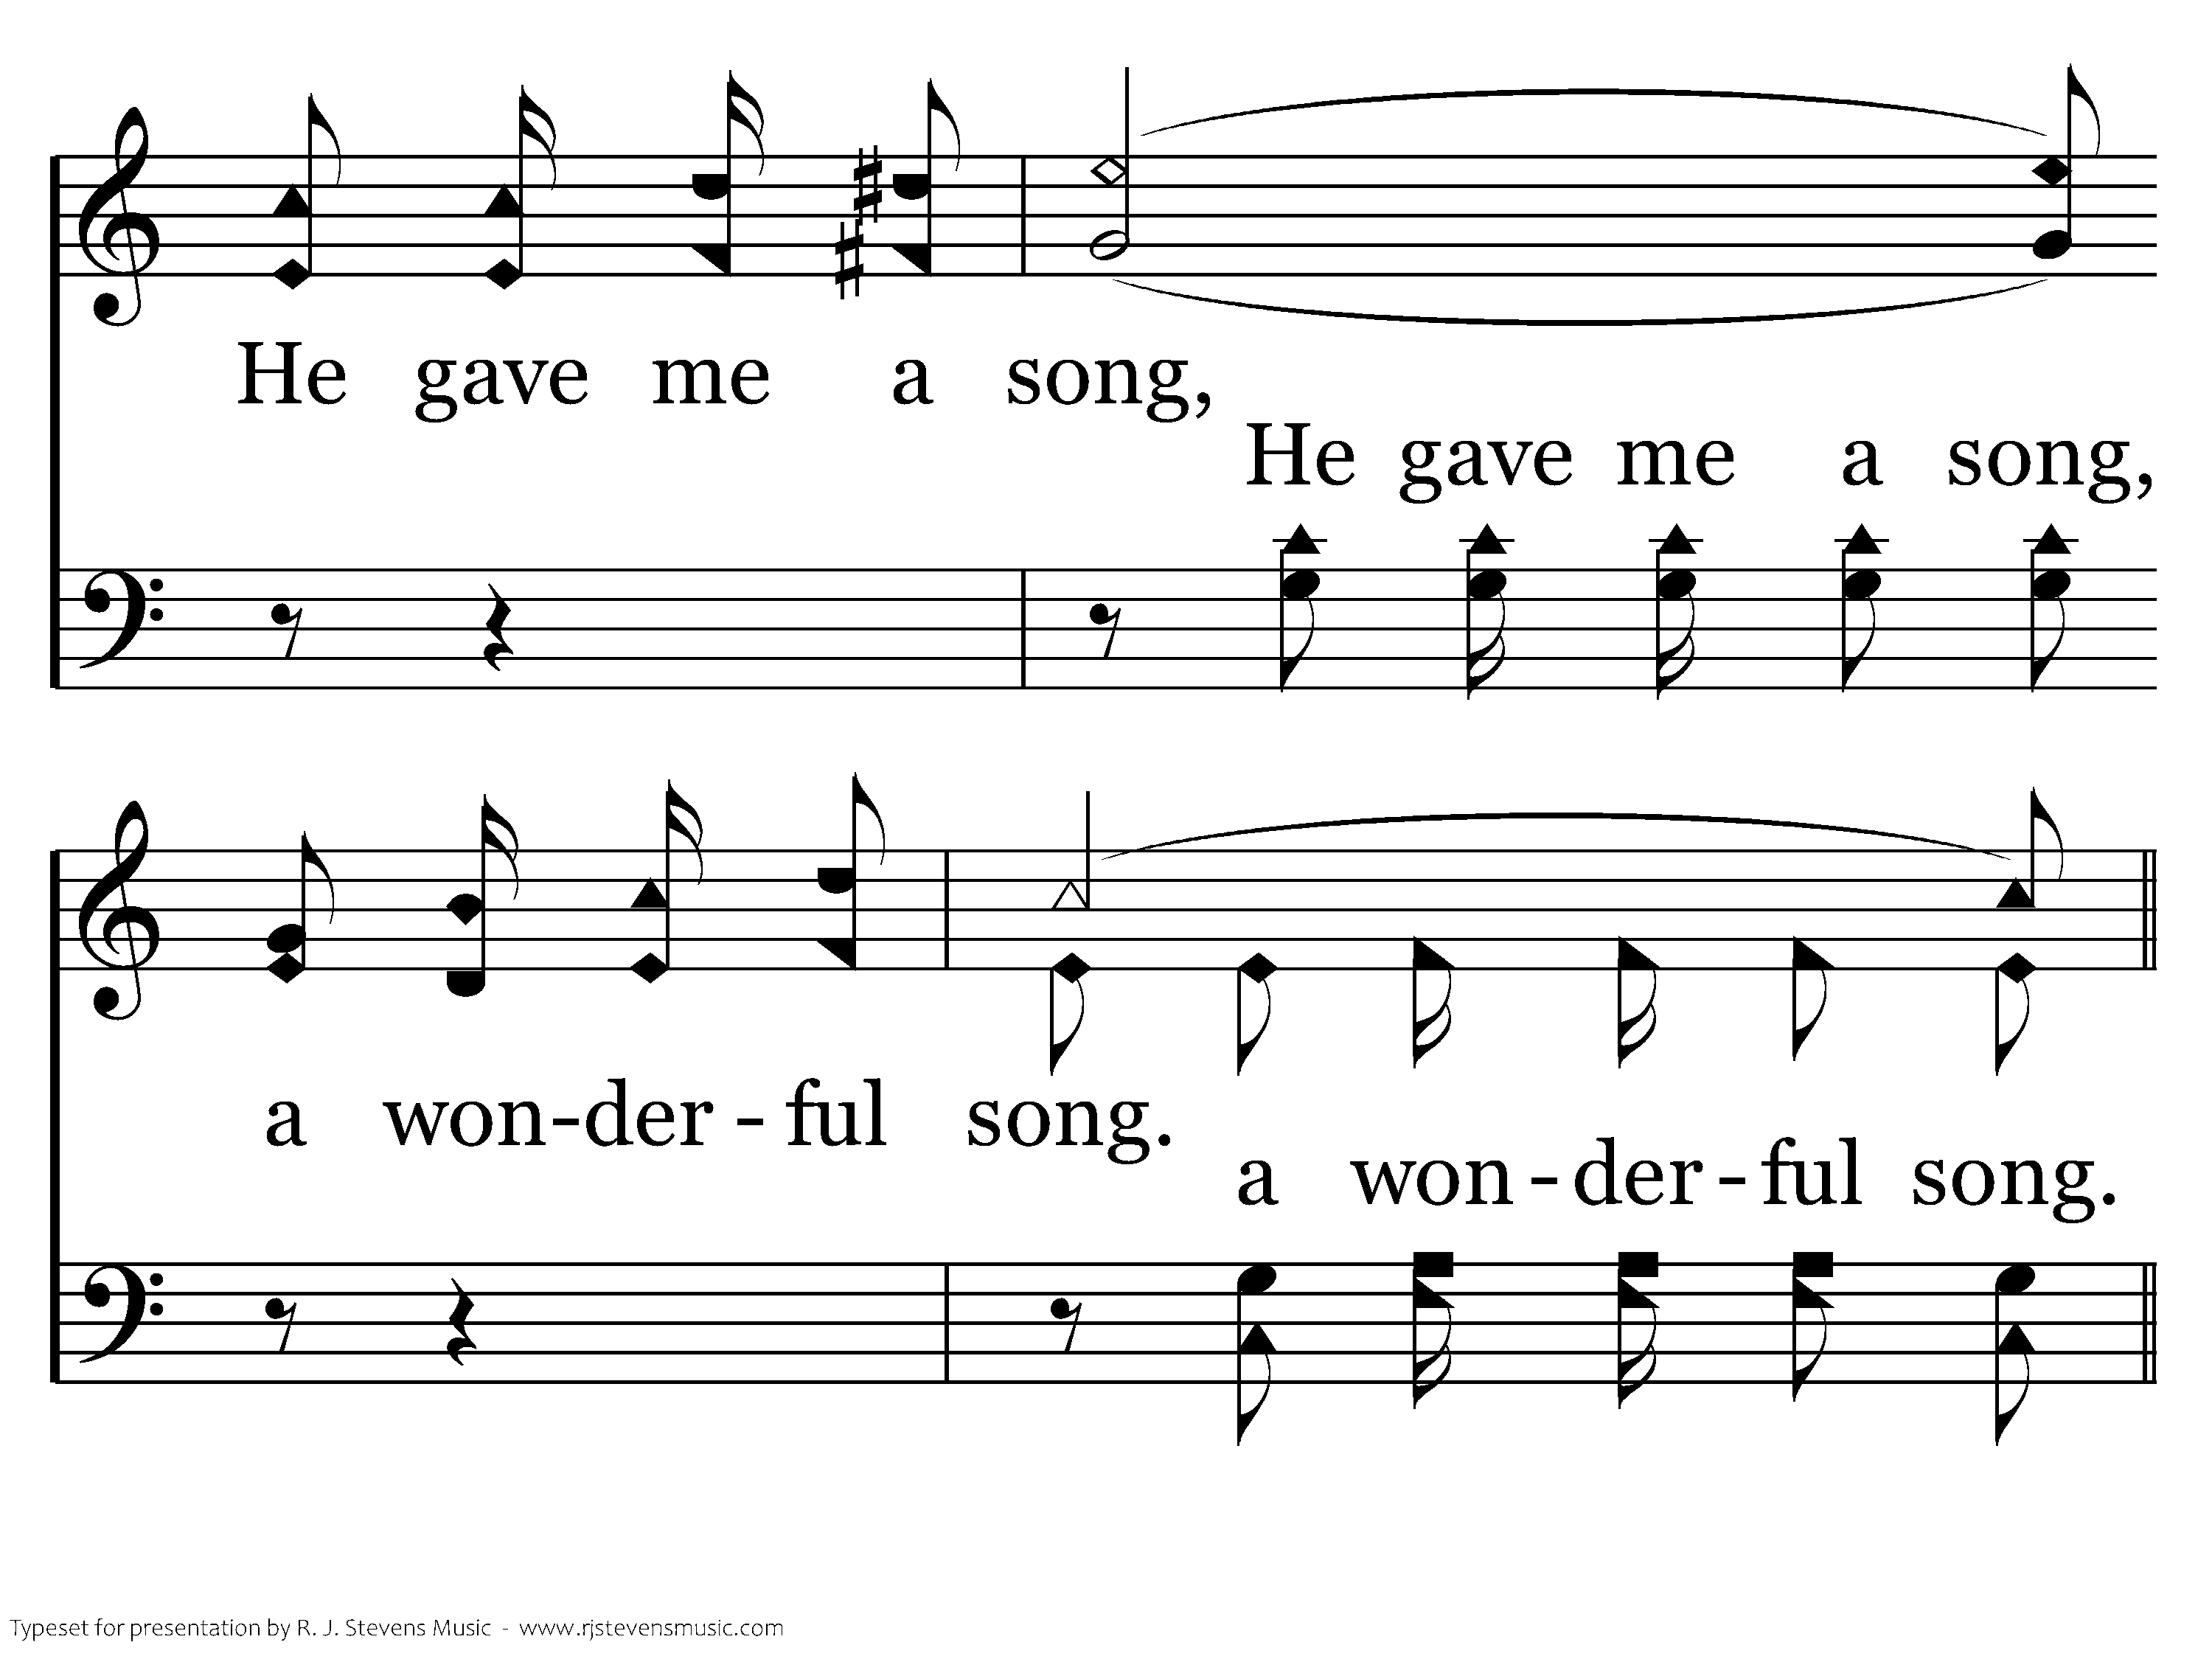 He gave me a song,
He gave me a song,
a won-der - ful song.
a won - der - ful song.
Typeset for presentation by R. J. Stevens Music - www.rjstevensmusic.com